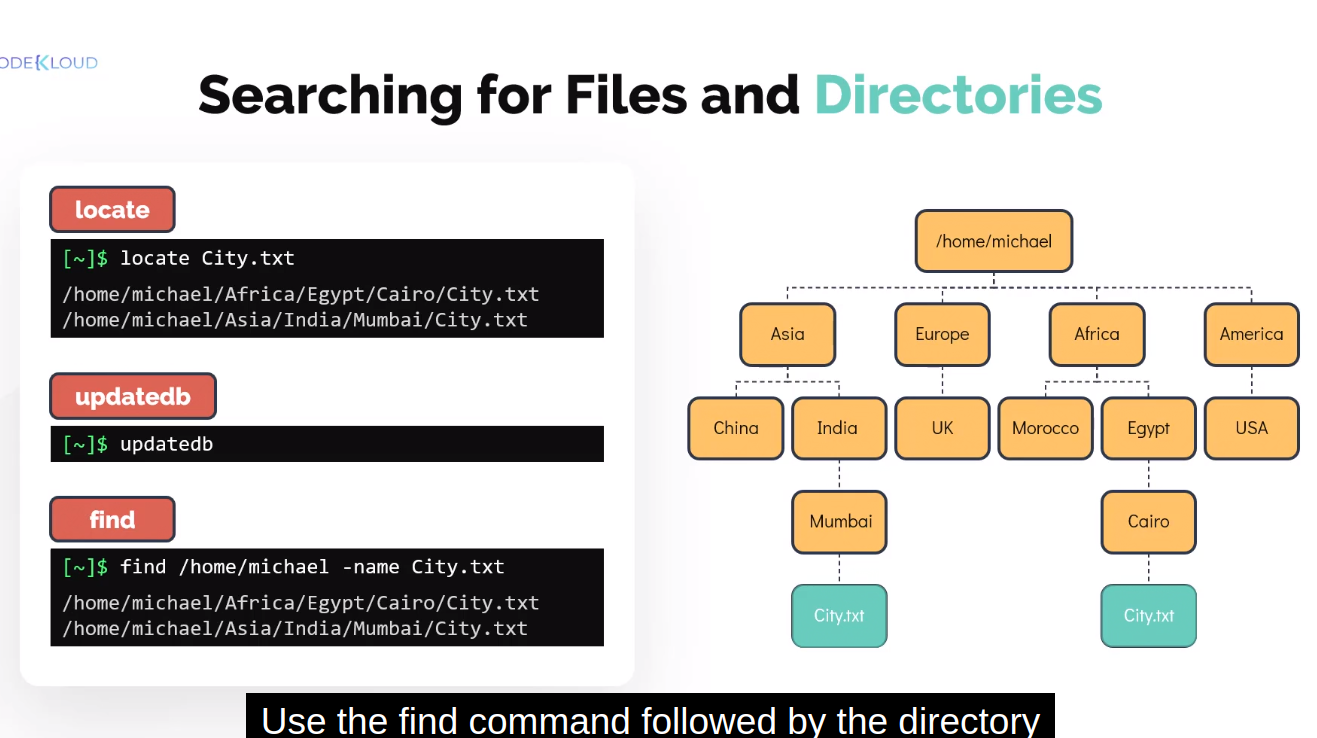 ODEKLOUD
Searching for Files and Directories
locate
[~]$ locate City.txt
/home/michael/Africa/Egypt/Cairo/City.txt
/home/michael/Asia/India/Mumbai/City.txt
updatedb
[~]$ updatedb
find
[~]$ find /home/michael -name City.txt
/home/michael/Africa/Egypt/Cairo/City.txt
/home/michael/Asia/India/Mumbai/City.txt
/home/michael
Asia
Europe
Africa
America
China
India
UK
Morocco
Egypt
USA
Mumbai
Cairo
City.txt
City.txt
Use the find command followed by the directory